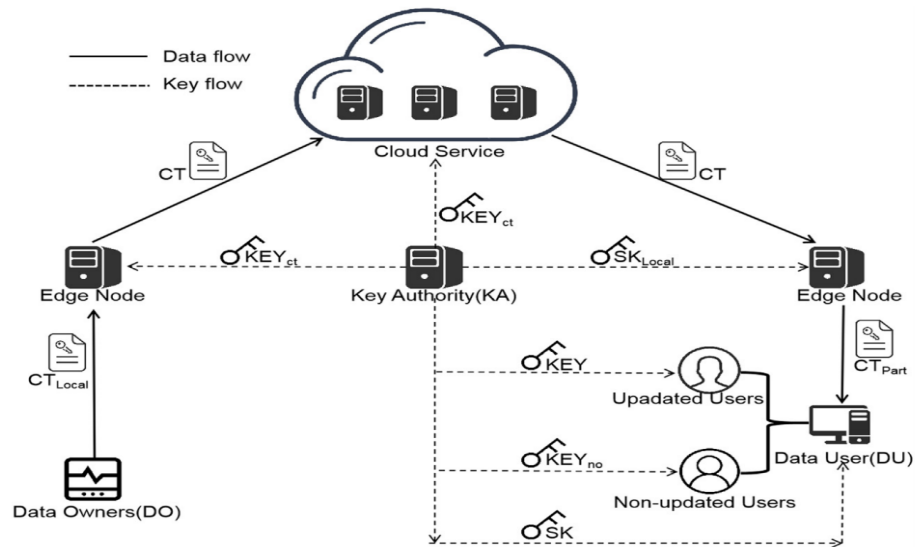 Data flow
Key flow
Cloud Service
CT
CT
KEYct
KEYct
SKLocal
Edge Node
Key Authority(KA)
Edge Node
CTLocal
CTPart
KEY
Upadated Users
Data User(DU)
KEYno
Non-updated Users
Data Owners(DO)
SK